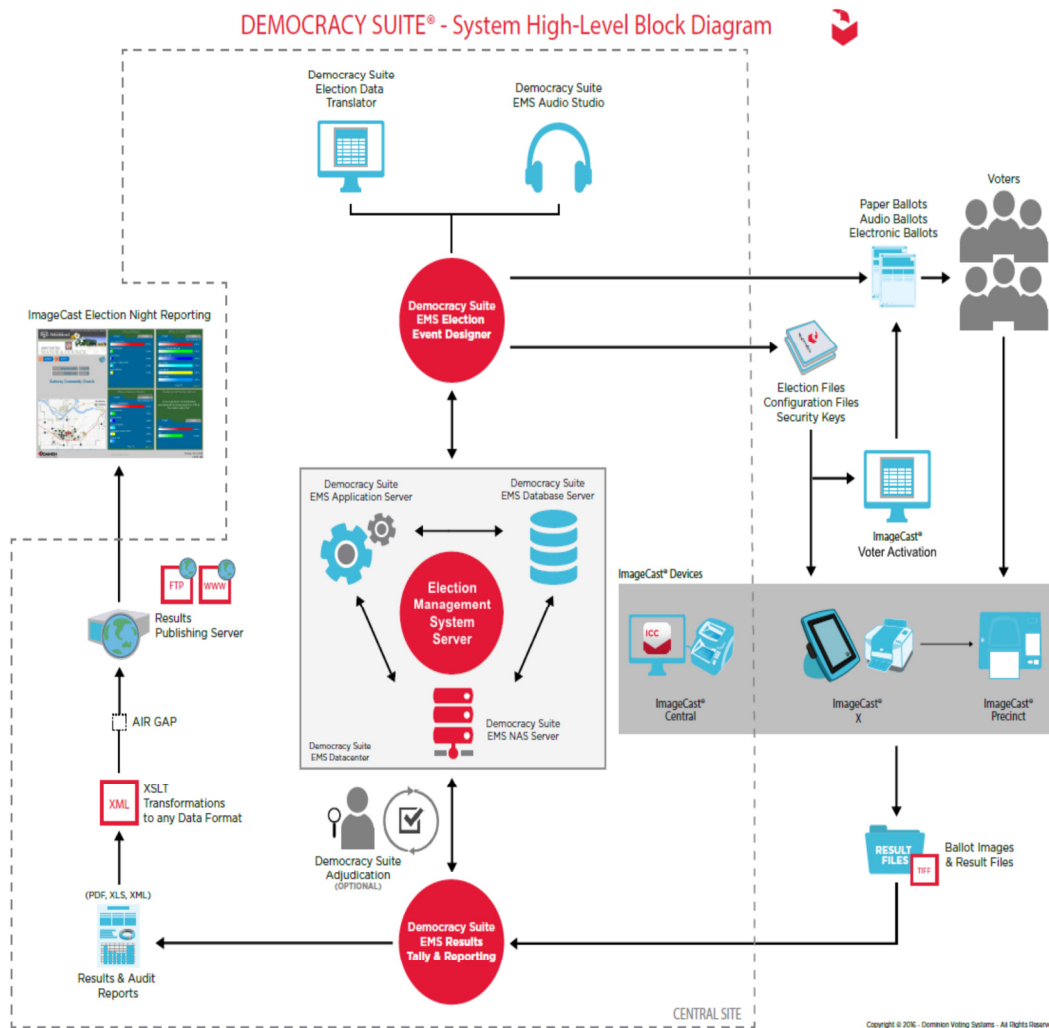 DEMOCRACY SUITE® - System High-Level Block Diagram
Democracy Suite
Election Data
Translator
Democracy Suite
EMS Audio Studio
Voters
Paper Ballots
Audio Ballots
Electronic Ballots
Democracy Suite
EMS Election
Event Designer
ImageCast Election Night Reporting
Election Files
Configuration Files
Security Keys
Democracy Suite
EMS Application Server
Democracy Suite
EMS Database Server
ImageCast®
Voter Activation
Election
Management
System
Server
ImageCast® Devices
FTP
WWW
Results
Publishing Server
ICC
ImageCast®
Central
ImageCast®
X
ImageCast®
Precinct
AIR GAP
Democracy Suite
EMS NAS Server
Democracy Suite
EMS Datacenter
XML
XSLT
Transformations
to any Data Format
Democracy Suite
Adjudication
(OPTIONAL)
RESULT
FILES
TIFF
Ballot Images
& Result Files
(PDF, XLS, XML)
Democracy Suite
EMS Results
Tally & Reporting
Results & Audit
Reports
CENTRAL SITE
Copyright © 2016 - Dominion Voting Systems - All Rights Reserve